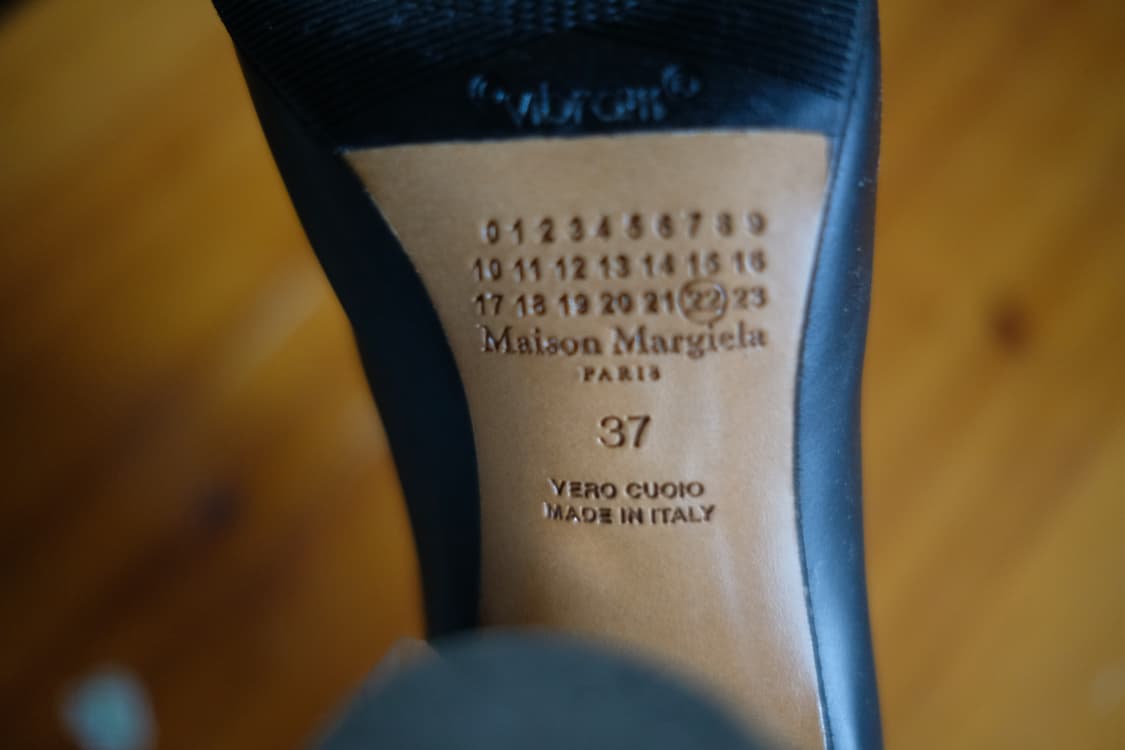 vibram
0 1 2 3 4 5 6 7 8 9
10 11 12 13 14 15 16
17 18 19 20 21 22 23
Maison Margiela
PARIS
37
VERO CUOIO
MADE IN ITALY